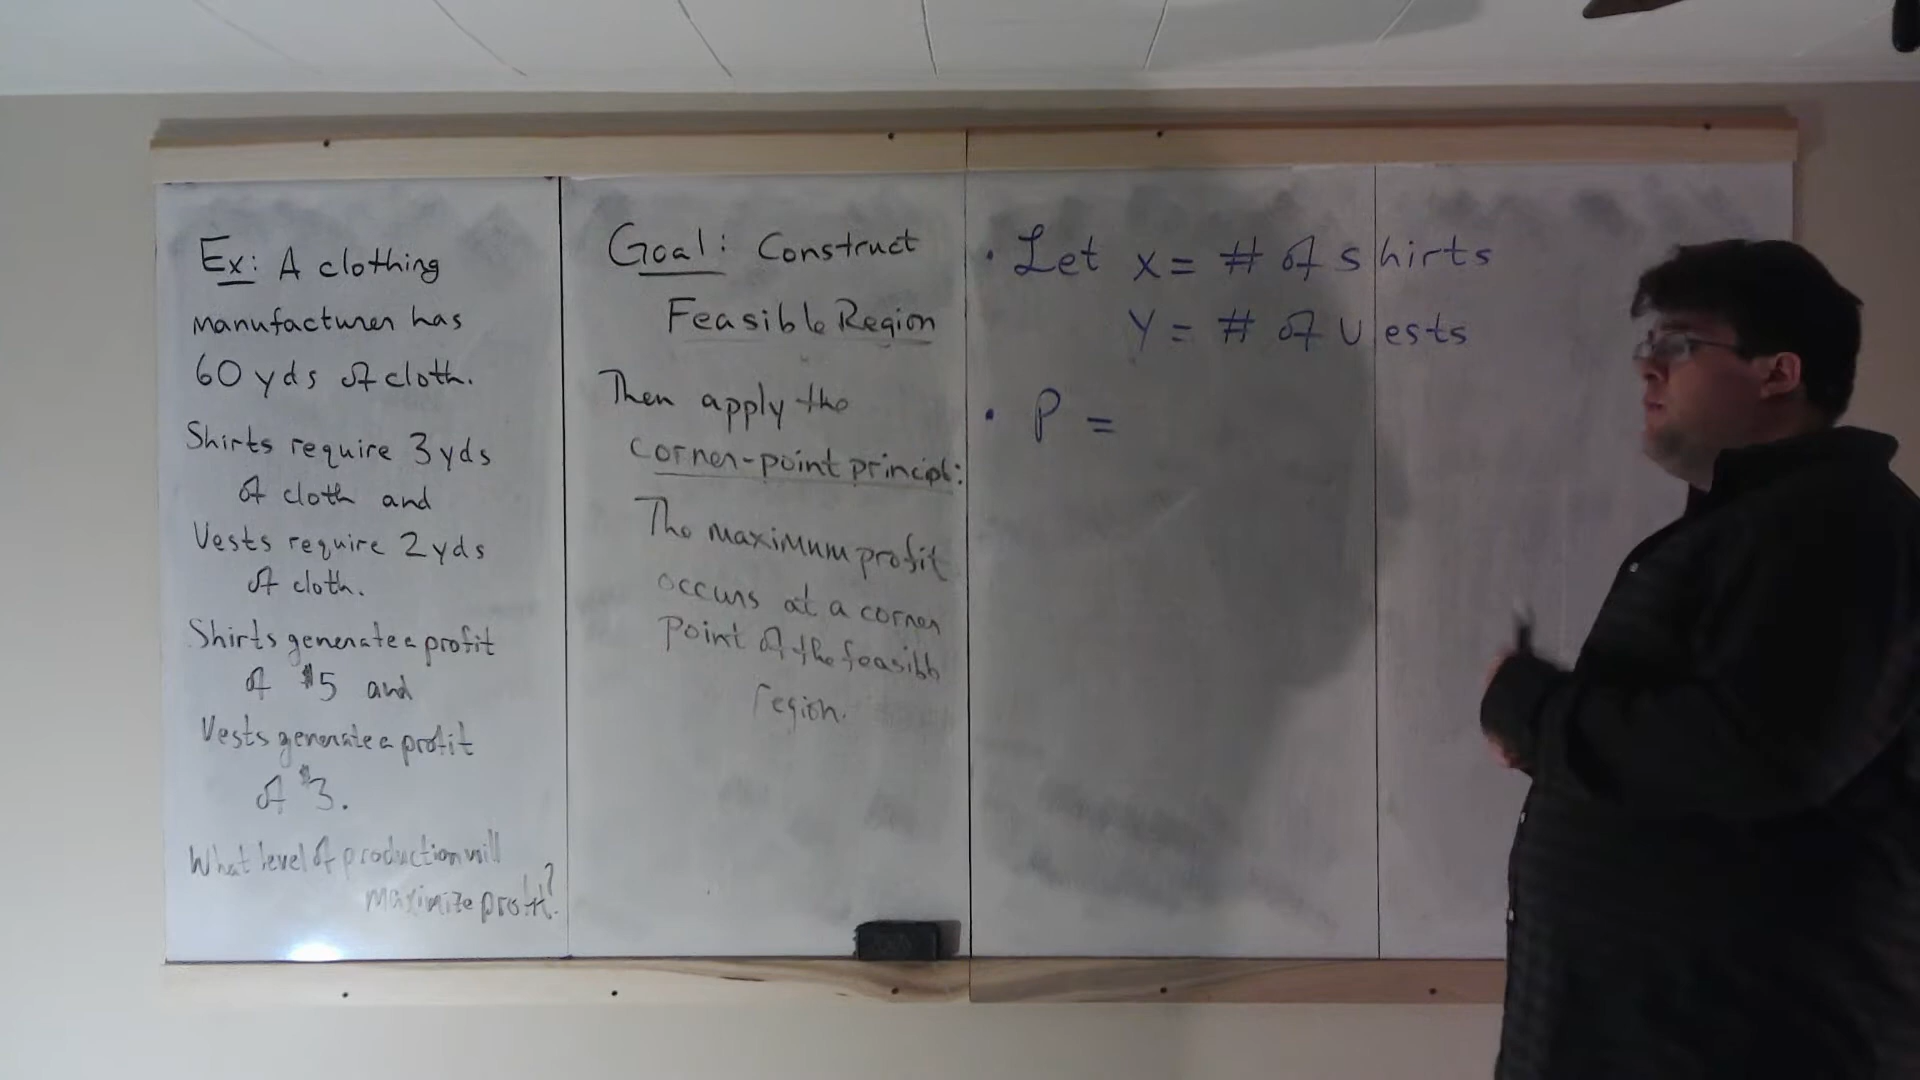 Ex: A clothing
manufacturer has
60 yds of cloth.
Shirts require 3 yds
of cloth and
Vests require 2 yds
of cloth.
Shirts generate a profit
of $5 and
Vests generate a profit
of $3.
What level of production will
maximize profit?
Goal: Construct
Feasible Region
Then apply the
corner-point principle:
The maximum profit
occurs at a corner
point of the feasible
region.
• Let x = # of shirts
y = # of vests
• P =